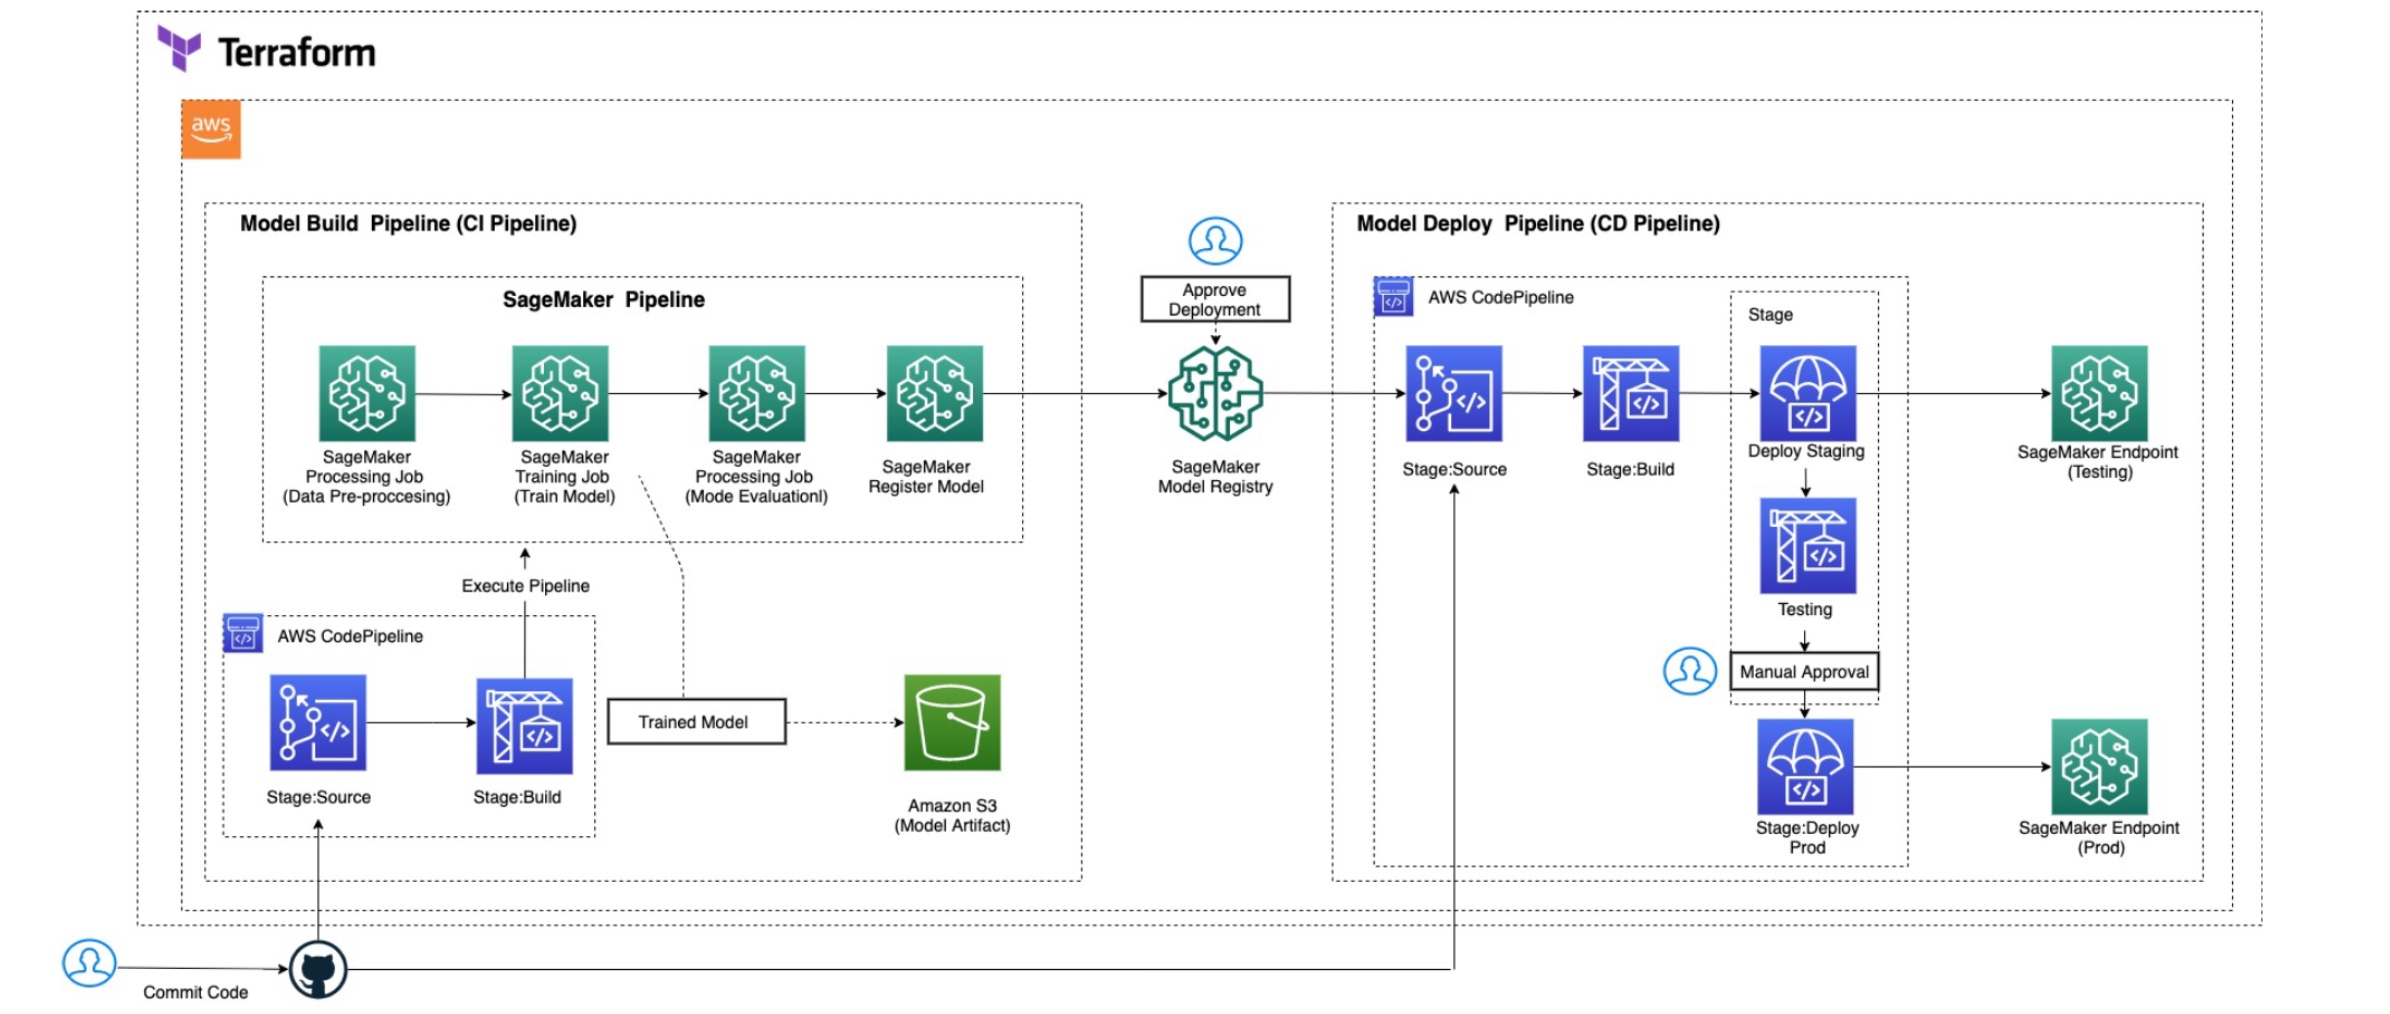 Terraform
aws
Model Build Pipeline (CI Pipeline)
SageMaker Pipeline
SageMaker
Processing Job
(Data Pre-proccesing)
SageMaker
Training Job
(Train Model)
SageMaker
Processing Job
(Mode Evaluationl)
SageMaker
Register Model
Execute Pipeline
AWS CodePipeline
Stage:Source
Stage:Build
Trained Model
Amazon S3
(Model Artifact)
Approve
Deployment
SageMaker
Model Registry
Model Deploy Pipeline (CD Pipeline)
AWS CodePipeline
Stage:Source
Stage:Build
Stage
Deploy Staging
Testing
Manual Approval
Stage:Deploy
Prod
SageMaker Endpoint
(Testing)
SageMaker Endpoint
(Prod)
Commit Code